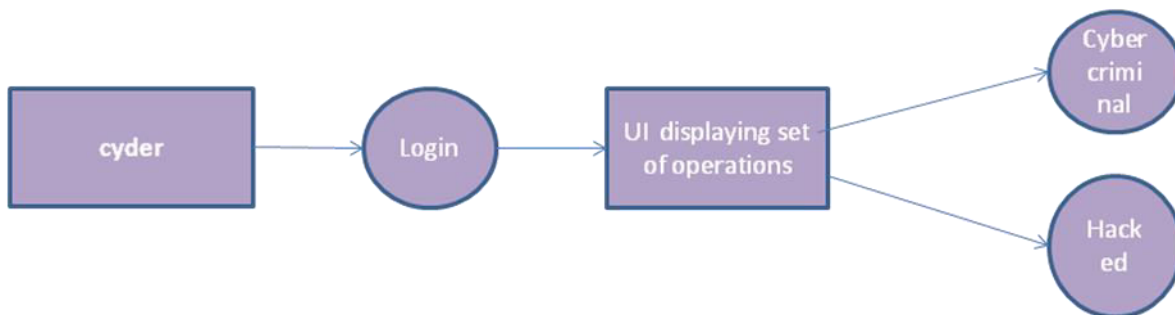 cyder
Login
UI displaying set
of operations
Cyber
crimi
nal
Hack
ed